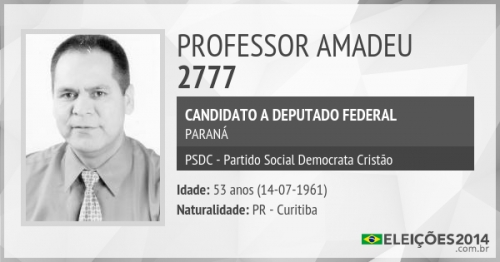 PROFESSOR AMADEU
2777
CANDIDATO A DEPUTADO FEDERAL
PARANÁ
PSDC - Partido Social Democrata Cristão
Idade: 53 anos (14-07-1961)
Naturalidade: PR - Curitiba
ELEIÇÕES2014
.com.br